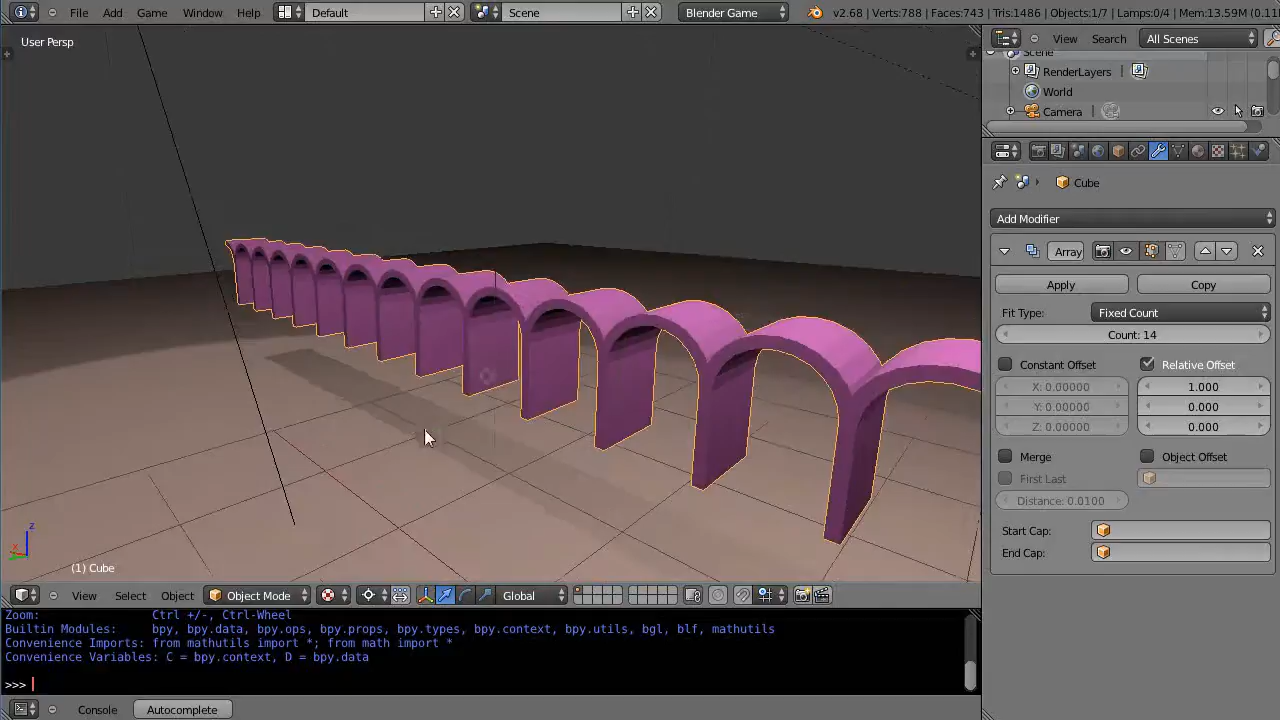 File Add Game Window Help Default Scene Blender Game v2.68 | Verts:788 | Faces:743 | Tris:1486 | Objects:1/7 | Lamps:0/4 | Mem:13.59M (0.11
User Persp
View Search All Scenes
Scene
RenderLayers
World
Camera
Cube
Add Modifier
Array
Apply Copy
Fit Type: Fixed Count
Count: 14
Constant Offset Relative Offset
X: 0.00000 1.000
Y: 0.00000 0.000
Z: 0.00000 0.000
Merge Object Offset
First Last
Distance: 0.0100
Start Cap:
End Cap:
z
x
(1) Cube
View Select Object Object Mode Global
Zoom: Ctrl +/-, Ctrl-Wheel
Builtin Modules: bpy, bpy.data, bpy.ops, bpy.props, bpy.types, bpy.context, bpy.utils, bgl, blf, mathutils
Convenience Imports: from mathutils import *; from math import *
Convenience Variables: C = bpy.context, D = bpy.data
>>>
Console Autocomplete